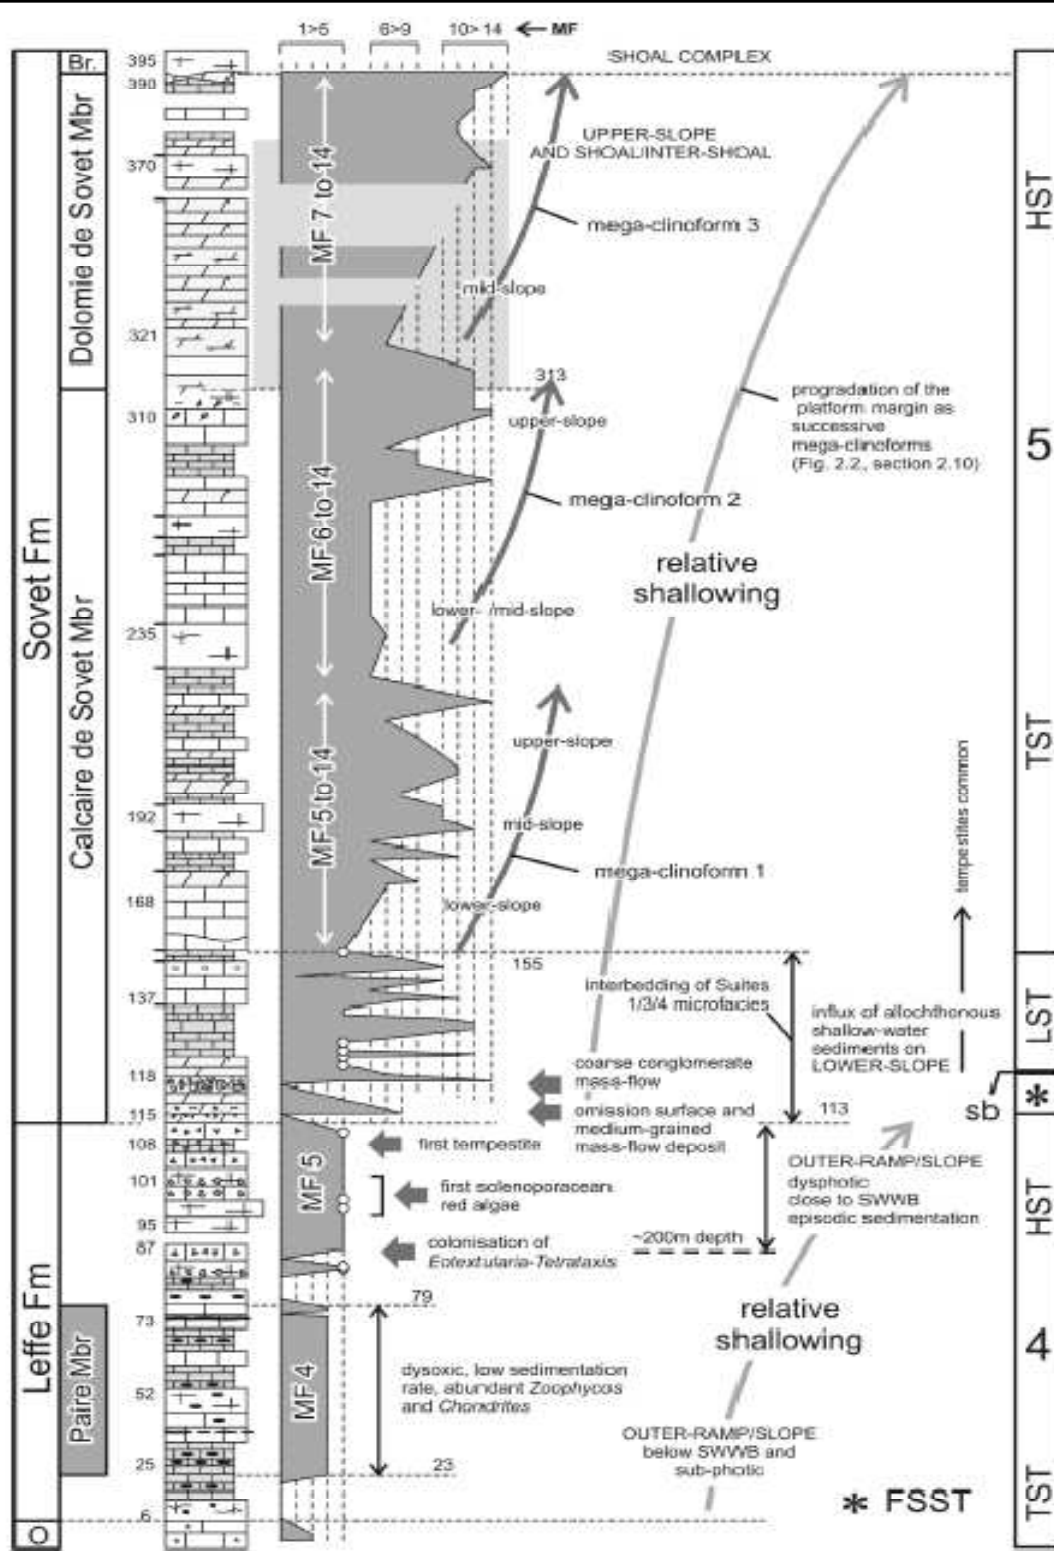 1>5 6>9 10>14 MF
Br.
395
SHOAL COMPLEX
390
UPPER-SLOPE
AND SHOAL/INTER-SHOAL
370
HST
Dolomie de Sovet Mbr
MF 7 to 14
mega-clinoform 3
mid-slope
321
313
310
upper-slope
progradation of the
platform margin as
successive
mega-clinoforms
(Fig. 2.2., section 2.10)
5
mega-clinoform 2
MF 6 to 14
Sovet Fm
relative
shallowing
lower- /mid-slope
235
Calcaire de Sovet Mbr
upper-slope
TST
MF 5 to 14
192
mid-slope
mega-clinoform 1
tempestites common
168
lower-slope
155
interbedding of Suites
1/3/4 microfacies
137
influx of allochthonous
shallow-water
sediments on
LOWER-SLOPE
LST
118
coarse conglomerate
mass-flow
*
sb
115
omission surface and
medium-grained
mass-flow deposit
113
108
first tempestite
MF 5
OUTER-RAMP/SLOPE
dysphotic
close to SWWB
episodic sedimentation
101
first solenoporacean
red algae
HST
95
87
colonisation of
Eotextularia-Tetrataxis
~200m depth
79
73
Leffe Fm
relative
shallowing
4
Paire Mbr
MF 4
dysoxic, low sedimentation
rate, abundant Zoophycos
and Chondrites
52
OUTER-RAMP/SLOPE
below SWWB and
sub-photic
25
23
* FSST
TST
6
O